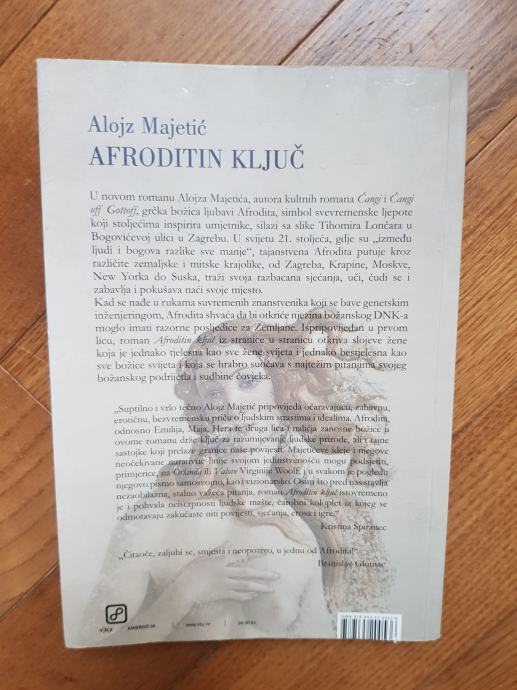 Alojz Majetić
AFRODITIN KLJUČ
U novom romanu Alojza Majetića, autora kultnih romana Čangi i Čangi
off Gottoff, grčka božica ljubavi Afrodita, simbol svevremenske ljepote
koji stoljećima inspirira umjetnike, silazi sa slike Tihomira Lončara u
Bogovićevoj ulici u Zagrebu. U svijetu 21. stoljeća, gdje su „između
ljudi i bogova razlike sve manje“, tajanstvena Afrodita putuje kroz
različite zemaljske i mitske krajolike, od Zagreba, Krapine, Moskve,
New Yorka do Suska, traži svoja razbacana sjećanja, uči, čudi se i
zabavlja i pokušava naći svoje mjesto.
Kad se nađe u rukama suvremenih znanstvenika koji se bave genetskim
inženjeringom, Afrodita shvaća da bi otkriće njezina božanskog DNK-a
moglo imati razorne posljedice za Zemljane. Ispripovijedan u prvom
licu, roman Afroditin ključ iz stranice u stranicu otkriva slojeve žene
koja je jednako tjelesna kao sve žene svijeta i jednako bestjelesna kao
sve božice svijeta i koja se hrabro suočava s najtežim pitanjima svojeg
božanskog podrijetla i sudbine čovjeka.
„Suptilno i vrlo tečno Alojz Majetić pripovijeda očaravajuću, zabavnu,
erotičnu, bezvremensku priču o ljudskim strastima i idealima. Afrodita,
odnosno Emilija, Maja, Hera te druga lica i naličja zanosne božice u
ovome romanu drže ključ za razumijevanje ljudske prirode, ali i tajne
sastojke koji prelaze granice naše povijesti. Majetićeve ideje i njegove
neočekivane narativne linije svojom jedinstvenošću mogu podsjetiti,
primjerice, na Orlanda ili Valove Virginije Woolf, i u svakom je pogledu
njegovo pismo samosvojno, kao i vizionarsko. Osim što pred nas stavlja
nezaobilazna, stalno važeća pitanja, roman Afroditin ključ istovremeno
je i pohvala neiscrpnosti ljudske mašte, čarobni koloplet iz kojeg se
odmotavaju zakučaste niti povijesti, sjećanja, erosa i igre.“
Kristina Špiranec
„Čitaoče, zaljubi se, smjesta i neopozivo, u jednu od Afrodita!“
Branislav Glumac
V|B|Z AMBROZIJA
www.vbz.hr